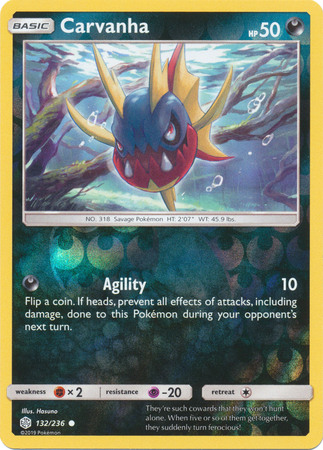 BASIC Carvanha HP 50
NO. 318 Savage Pokémon HT: 2'07" WT: 45.9 lbs.
Agility 10
Flip a coin. If heads, prevent all effects of attacks, including
damage, done to this Pokémon during your opponent's
next turn.
weakness × 2 resistance -20 retreat
Illus. Hasuno
132/236
©2019 Pokémon
They're such cowards that they won't hunt
alone. When five or so of them get together,
they suddenly turn ferocious!